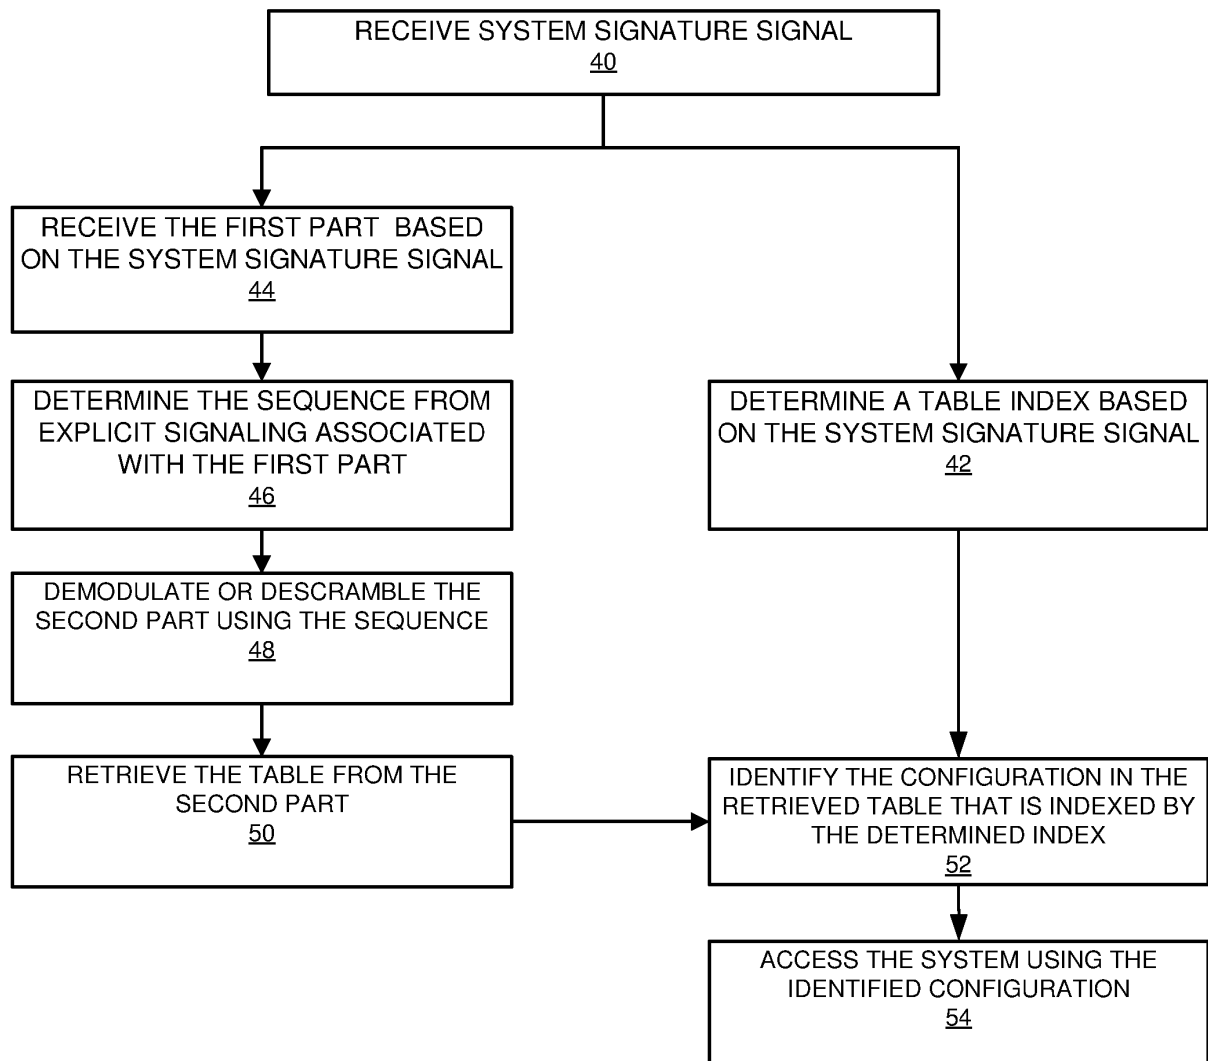 RECEIVE SYSTEM SIGNATURE SIGNAL
40
RECEIVE THE FIRST PART BASED
ON THE SYSTEM SIGNATURE SIGNAL
44
DETERMINE THE SEQUENCE FROM
EXPLICIT SIGNALING ASSOCIATED
WITH THE FIRST PART
46
DETERMINE A TABLE INDEX BASED
ON THE SYSTEM SIGNATURE SIGNAL
42
DEMODULATE OR DESCRAMBLE THE
SECOND PART USING THE SEQUENCE
48
RETRIEVE THE TABLE FROM THE
SECOND PART
50
IDENTIFY THE CONFIGURATION IN THE
RETRIEVED TABLE THAT IS INDEXED BY
THE DETERMINED INDEX
52
ACCESS THE SYSTEM USING THE
IDENTIFIED CONFIGURATION
54